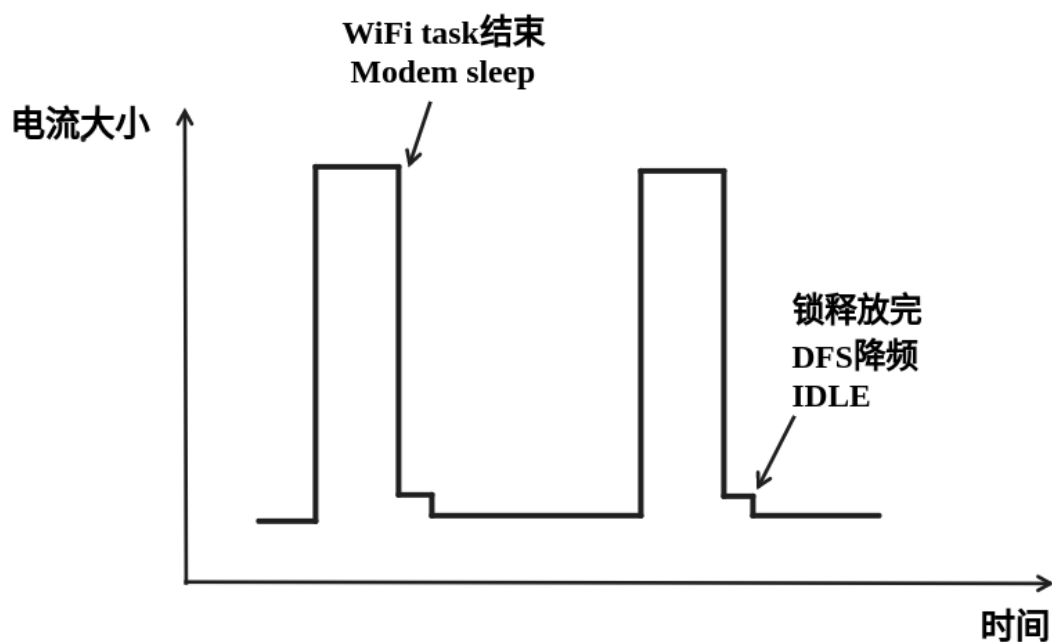 WiFi task结束
Modem sleep
电流大小
锁释放完
DFS降频
IDLE
时间